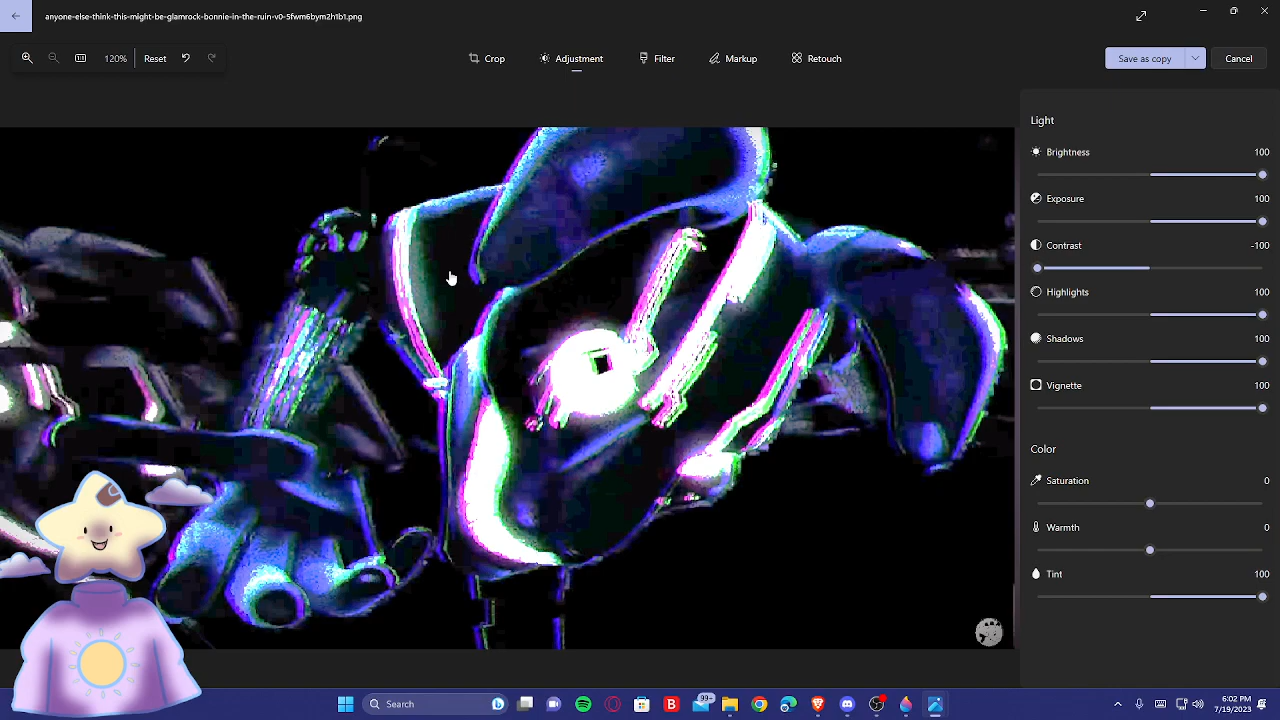 anyone-else-think-this-might-be-glamrock-bonnie-in-the-ruin-v0-5fwm6bym2h1b1.png
120% Reset Crop Adjustment Filter Markup Retouch Save as copy Cancel
Light
Brightness 100
Exposure 100
Contrast -100
Highlights 100
Shadows 100
Vignette 100
Color
Saturation 0
Warmth 0
Tint 100
Search 99+ B 6:02 PM
7/19/2023